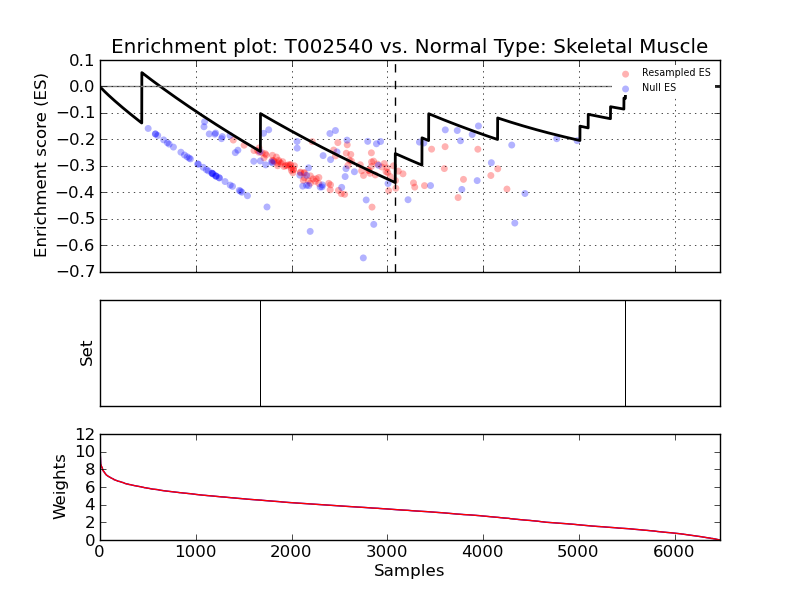 Enrichment plot: T002540 vs. Normal Type: Skeletal Muscle
0.1
0.0
−0.1
−0.2
−0.3
−0.4
−0.5
−0.6
−0.7
Enrichment score (ES)
Resampled ES
Null ES
Set
12
10
8
6
4
2
0
Weights
0 1000 2000 3000 4000 5000 6000
Samples